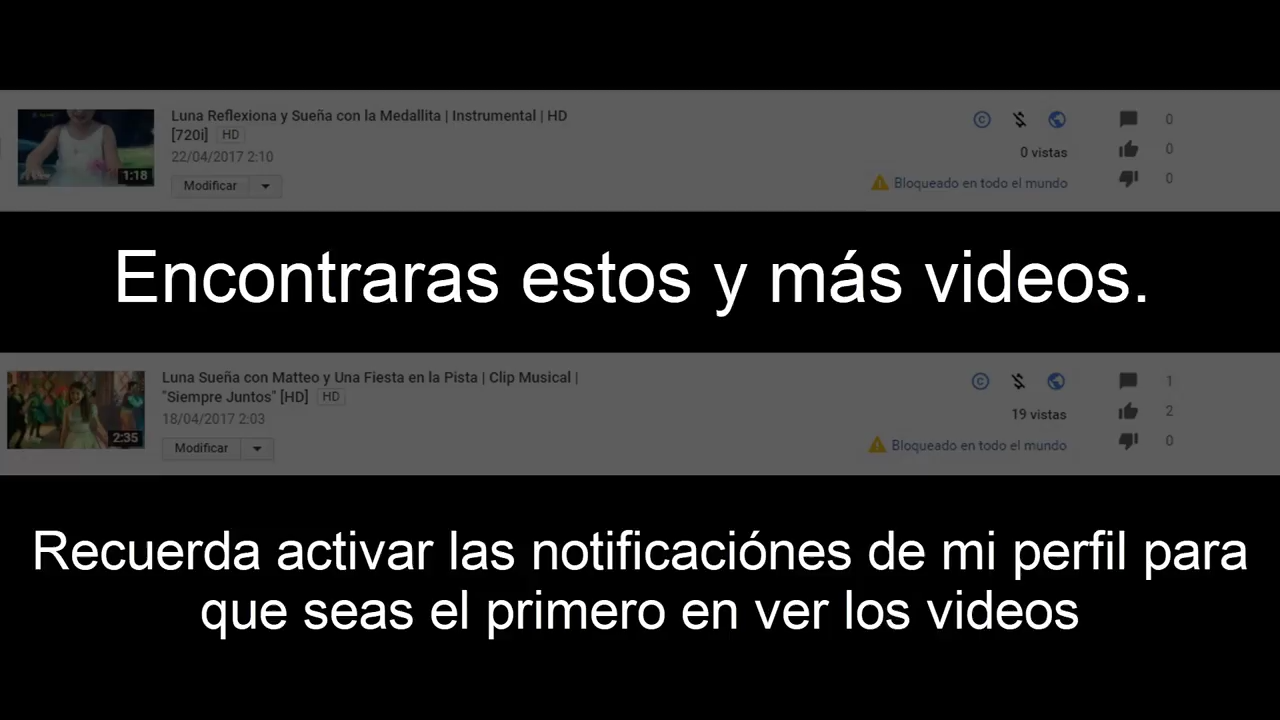 Luna Reflexiona y Sueña con la Medallita | Instrumental | HD
[720i] HD
22/04/2017 2:10
1:18
Modificar
0 vistas
Bloqueado en todo el mundo
0
0
0
Encontraras estos y más videos.
Luna Sueña con Matteo y Una Fiesta en la Pista | Clip Musical |
"Siempre Juntos" [HD] HD
18/04/2017 2:03
2:35
Modificar
19 vistas
Bloqueado en todo el mundo
1
2
0
Recuerda activar las notificaciónes de mi perfil para
que seas el primero en ver los videos